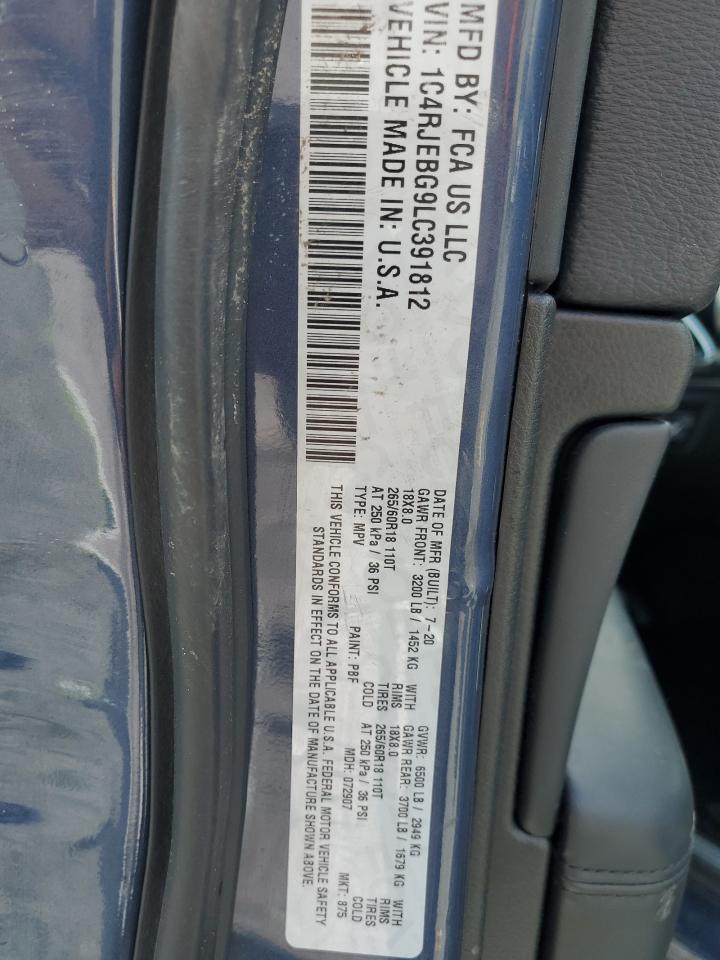 MFD BY: FCA US LLC
VIN: 1C4RJEBG9LC391812
VEHICLE MADE IN: U.S.A.
DATE OF MFR (BUILT): 7-20 GVWR: 6500 LB / 2949 KG
GAWR FRONT: 3200 LB / 1452 KG WITH GAWR REAR: 3700 LB / 1679 KG WITH
18X8.0 RIMS 18X8.0 RIMS
265/60R18 110T TIRES 265/60R18 110T TIRES
AT 250 kPa / 36 PSI COLD AT 250 kPa / 36 PSI COLD
TYPE: MPV PAINT: PBF MDH: 072907 MKT: 875
THIS VEHICLE CONFORMS TO ALL APPLICABLE U.S.A. FEDERAL MOTOR VEHICLE SAFETY
STANDARDS IN EFFECT ON THE DATE OF MANUFACTURE SHOWN ABOVE.